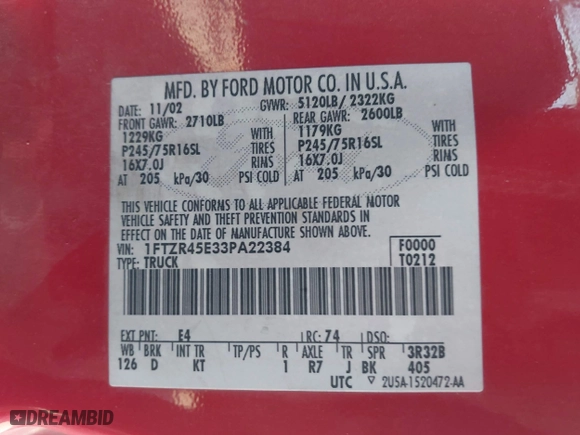 MFD. BY FORD MOTOR CO. IN U.S.A.
DATE: 11/02 GVWR: 5120LB/ 2322KG
FRONT GAWR: 2710LB REAR GAWR: 2600LB
1229KG WITH 1179KG WITH
P245/75R16SL TIRES P245/75R16SL TIRES
16X7.0J RIMS 16X7.0J RIMS
AT 205 kPa/30 PSI COLD AT 205 kPa/30 PSI COLD
THIS VEHICLE CONFORMS TO ALL APPLICABLE FEDERAL MOTOR
VEHICLE SAFETY AND THEFT PREVENTION STANDARDS IN
EFFECT ON THE DATE OF MANUFACTURE SHOWN ABOVE.
VIN: 1FTZR45E33PA22384 F0000
TYPE: TRUCK T0212
EXT PNT: E4 RC: 74 DSO:
WB BRK INT TR TP/PS R AXLE TR SPR 3R32B
126 D KT 1 R7 J BK 405
UTC ▽ 2U5A-1520472-AA
DREAMBID